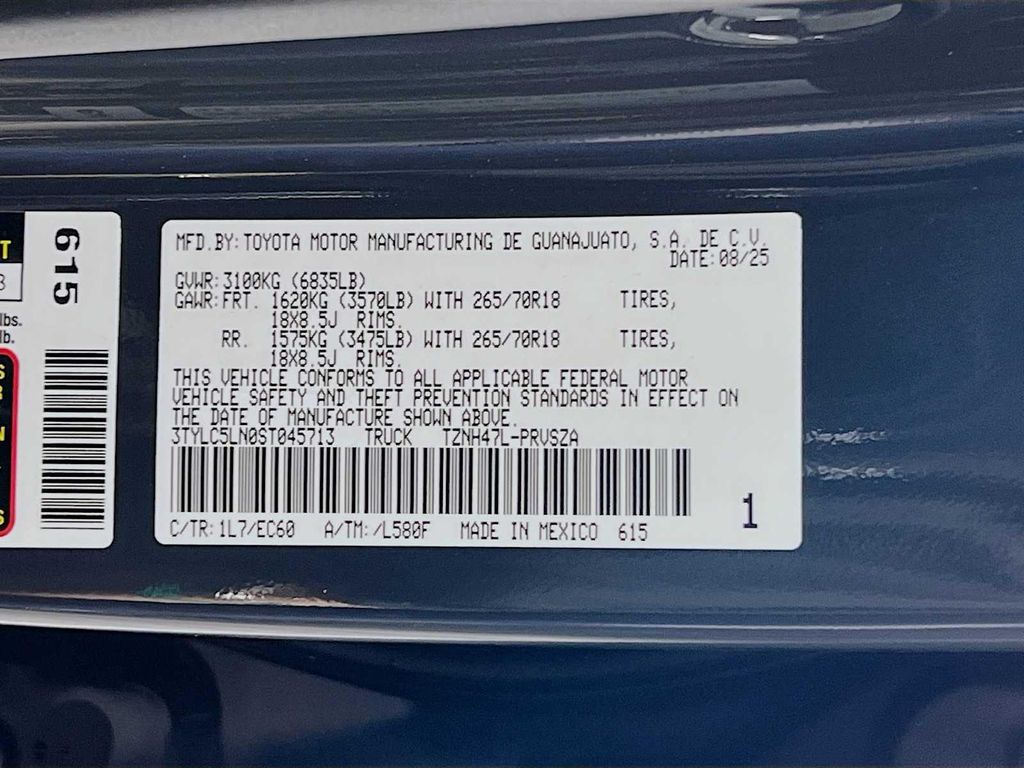 MFD.BY: TOYOTA MOTOR MANUFACTURING DE GUANAJUATO, S.A. DE C.V.
DATE: 08/25
GVWR: 3100KG (6835LB)
GAWR: FRT. 1620KG (3570LB) WITH 265/70R18 TIRES,
18X8.5J RIMS.
RR. 1575KG (3475LB) WITH 265/70R18 TIRES,
18X8.5J RIMS.
THIS VEHICLE CONFORMS TO ALL APPLICABLE FEDERAL MOTOR
VEHICLE SAFETY AND THEFT PREVENTION STANDARDS IN EFFECT ON
THE DATE OF MANUFACTURE SHOWN ABOVE.
3TYLC5LN0ST045713 TRUCK TZNH47L-PRVSZA
C/TR: 1L7/EC60 A/TM: /L580F MADE IN MEXICO 615
1
615
lbs.
lb.